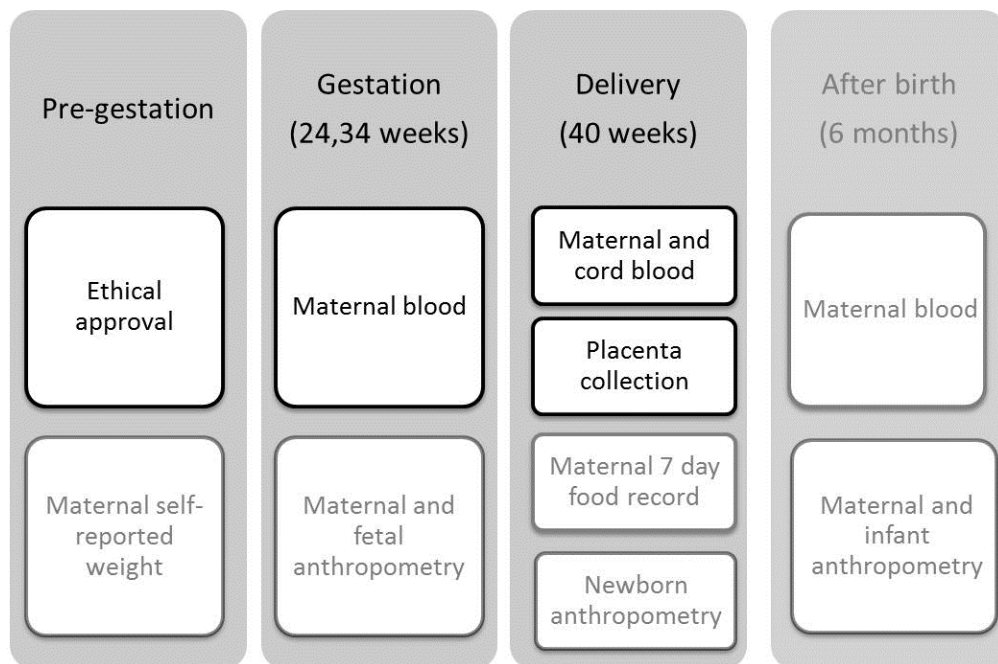 Pre-gestation
Ethical
approval
Maternal self-
reported
weight
Gestation
(24,34 weeks)
Maternal blood
Maternal and
fetal
anthropometry
Delivery
(40 weeks)
Maternal and
cord blood
Placenta
collection
Maternal 7 day
food record
Newborn
anthropometry
After birth
(6 months)
Maternal blood
Maternal and
infant
anthropometry